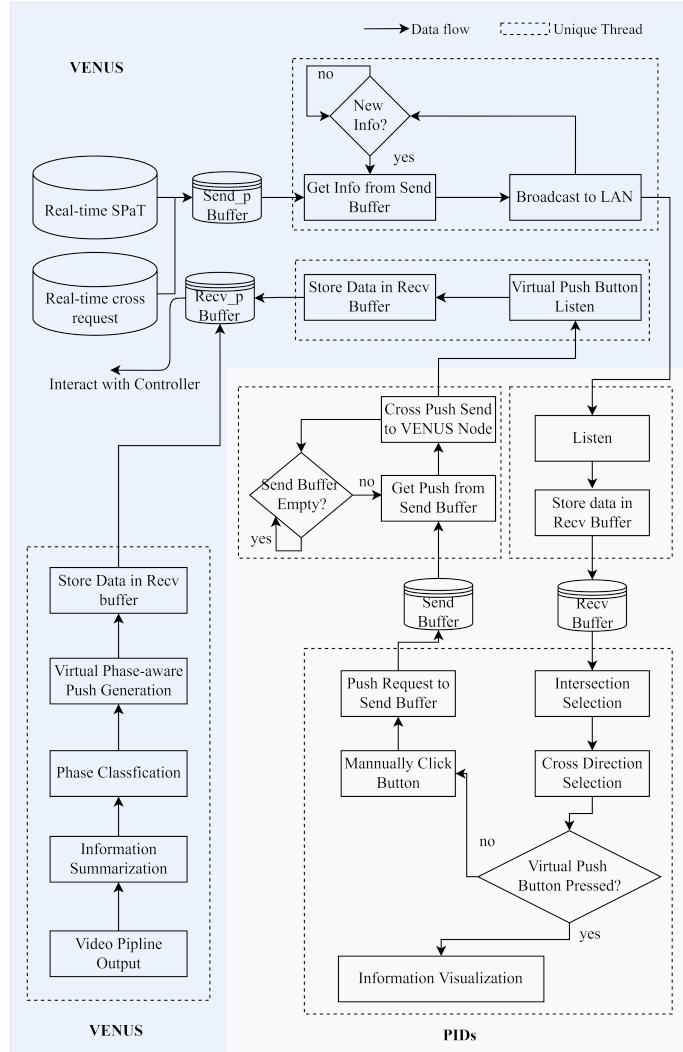 Data flow
Unique Thread
VENUS
no
New
Info?
yes
Real-time SPaT
Send_p
Buffer
Get Info from Send
Buffer
Broadcast to LAN
Real-time cross
request
Recv_p
Buffer
Store Data in Recv
Buffer
Virtual Push Button
Listen
Interact with Controller
Cross Push Send
to VENUS Node
Listen
Send Buffer
Empty?
no
yes
Get Push from
Send Buffer
Store data in
Recv Buffer
Store Data in Recv
buffer
Send
Buffer
Recv
Buffer
Virtual Phase-aware
Push Generation
Push Request to
Send Buffer
Intersection
Selection
Phase Classfication
Mannually Click
Button
Cross Direction
Selection
Information
Summarization
no
Virtual Push
Button Pressed?
yes
Video Pipline
Output
Information Visualization
VENUS
PIDs